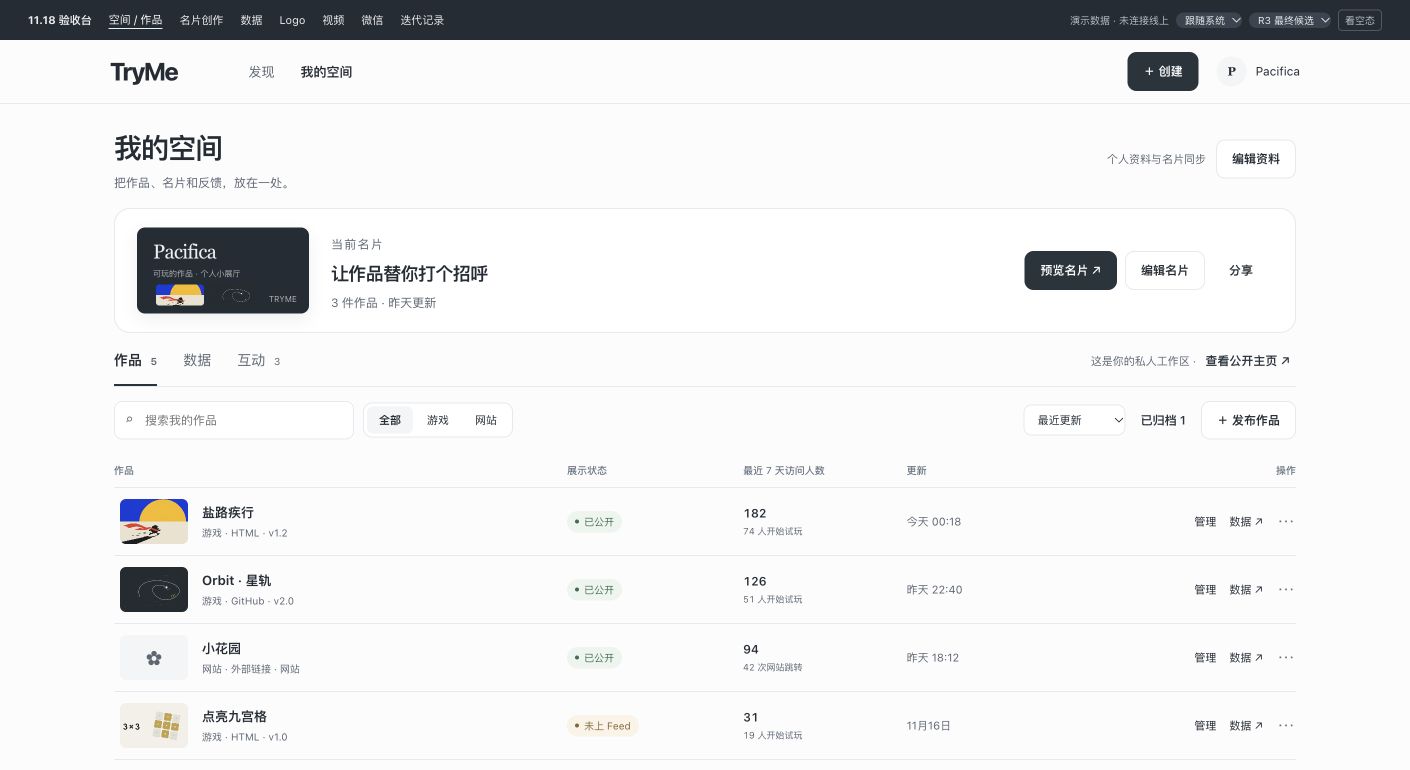 11.18 验收台 空间 / 作品 名片创作 数据 Logo 视频 微信 迭代记录 演示数据 · 未连接线上 跟随系统 R3 最终候选 看空态
TryMe 发现 我的空间 + 创建 P Pacifica
我的空间
把作品、名片和反馈，放在一处。
个人资料与名片同步 编辑资料
Pacifica
可玩的作品 · 个人小展厅
TRYME
当前名片
让作品替你打个招呼
3 件作品 · 昨天更新
预览名片 ↗ 编辑名片 分享
作品 5 数据 互动 3 这是你的私人工作区 · 查看公开主页 ↗
搜索我的作品 全部 游戏 网站 最近更新 已归档 1 + 发布作品
作品 展示状态 最近 7 天访问人数 更新 操作
盐路疾行
游戏 · HTML · v1.2
已公开
182
74 人开始试玩
今天 00:18
管理 数据 ↗ ···
Orbit · 星轨
游戏 · GitHub · v2.0
已公开
126
51 人开始试玩
昨天 22:40
管理 数据 ↗ ···
小花园
网站 · 外部链接 · 网站
已公开
94
42 次网站跳转
昨天 18:12
管理 数据 ↗ ···
3×3
点亮九宫格
游戏 · HTML · v1.0
未上 Feed
31
19 人开始试玩
11月16日
管理 数据 ↗ ···